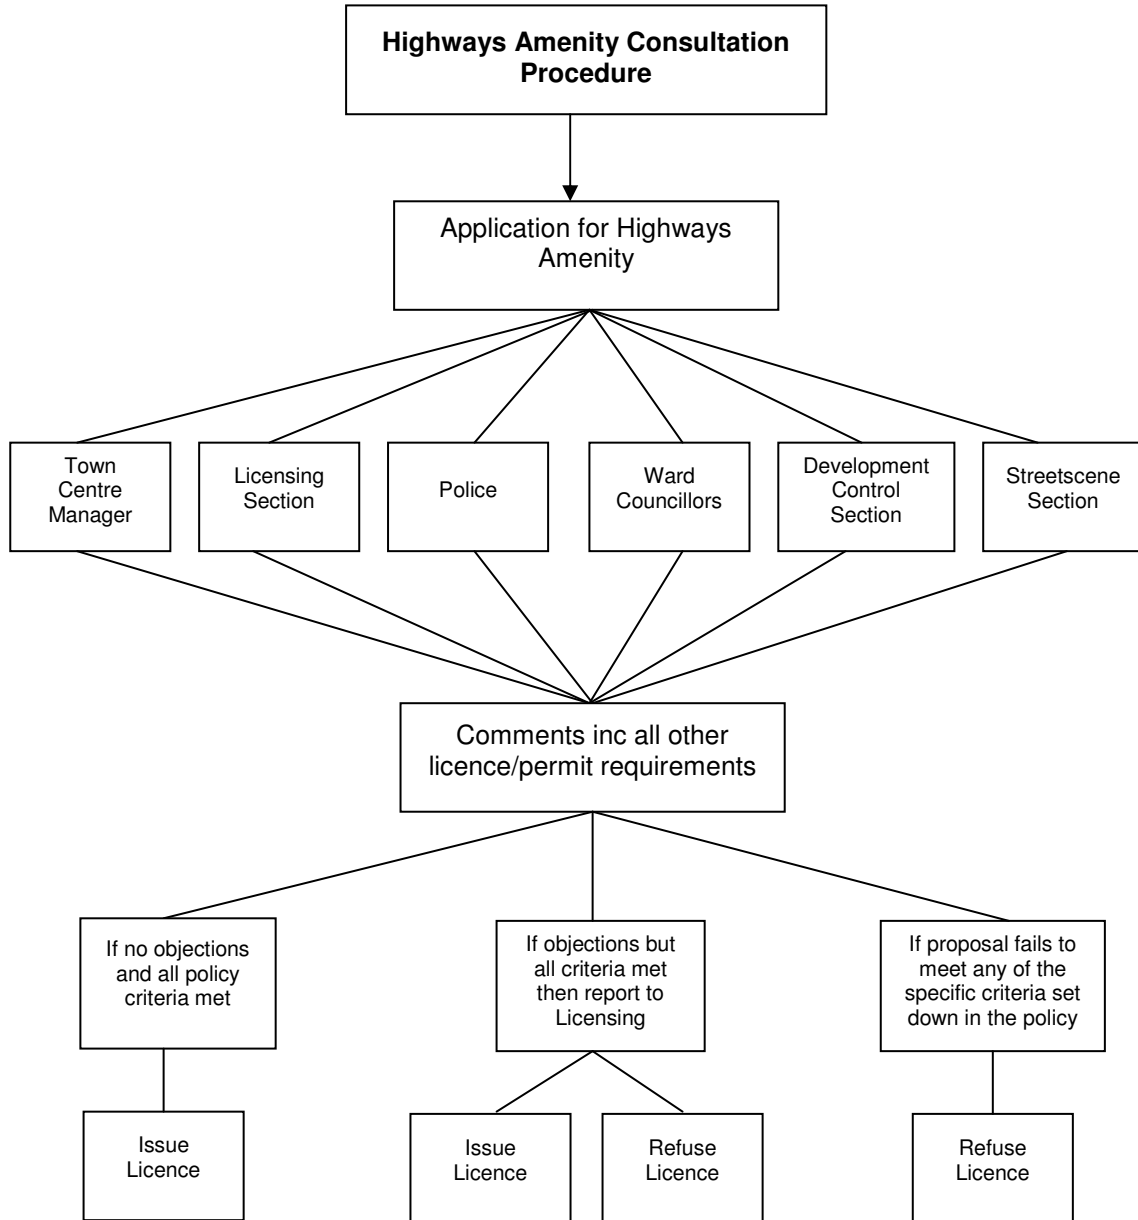 Highways Amenity Consultation
Procedure
Application for Highways
Amenity
Town
Centre
Manager
Licensing
Section
Police
Ward
Councillors
Development
Control
Section
Streetscene
Section
Comments inc all other
licence/permit requirements
If no objections
and all policy
criteria met
If objections but
all criteria met
then report to
Licensing
If proposal fails to
meet any of the
specific criteria set
down in the policy
Issue
Licence
Issue
Licence
Refuse
Licence
Refuse
Licence